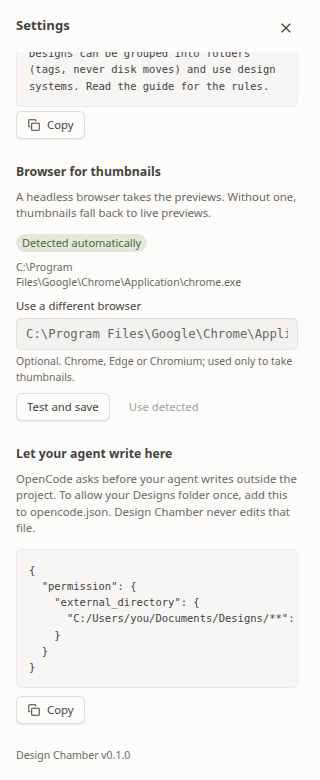 Settings
Designs can be grouped into folders
(tags, never disk moves) and use design
systems. Read the guide for the rules.
Copy
Browser for thumbnails
A headless browser takes the previews. Without one,
thumbnails fall back to live previews.
Detected automatically
C:\Program
Files\Google\Chrome\Application\chrome.exe
Use a different browser
C:\Program Files\Google\Chrome\Appli
Optional. Chrome, Edge or Chromium; used only to take
thumbnails.
Test and save Use detected
Let your agent write here
OpenCode asks before your agent writes outside the
project. To allow your Designs folder once, add this
to opencode.json. Design Chamber never edits that
file.
{
"permission": {
"external_directory": {
"C:/Users/you/Documents/Designs/**":
}
}
}
Copy
Design Chamber v0.1.0